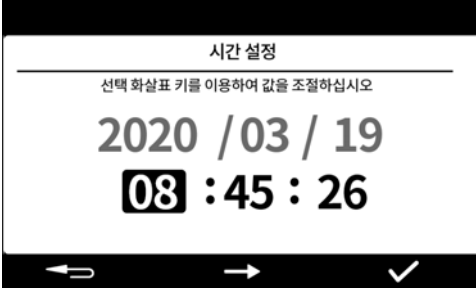 시간 설정
선택 화살표 키를 이용하여 값을 조절하십시오
2020 / 03 / 19
08 : 45 : 26